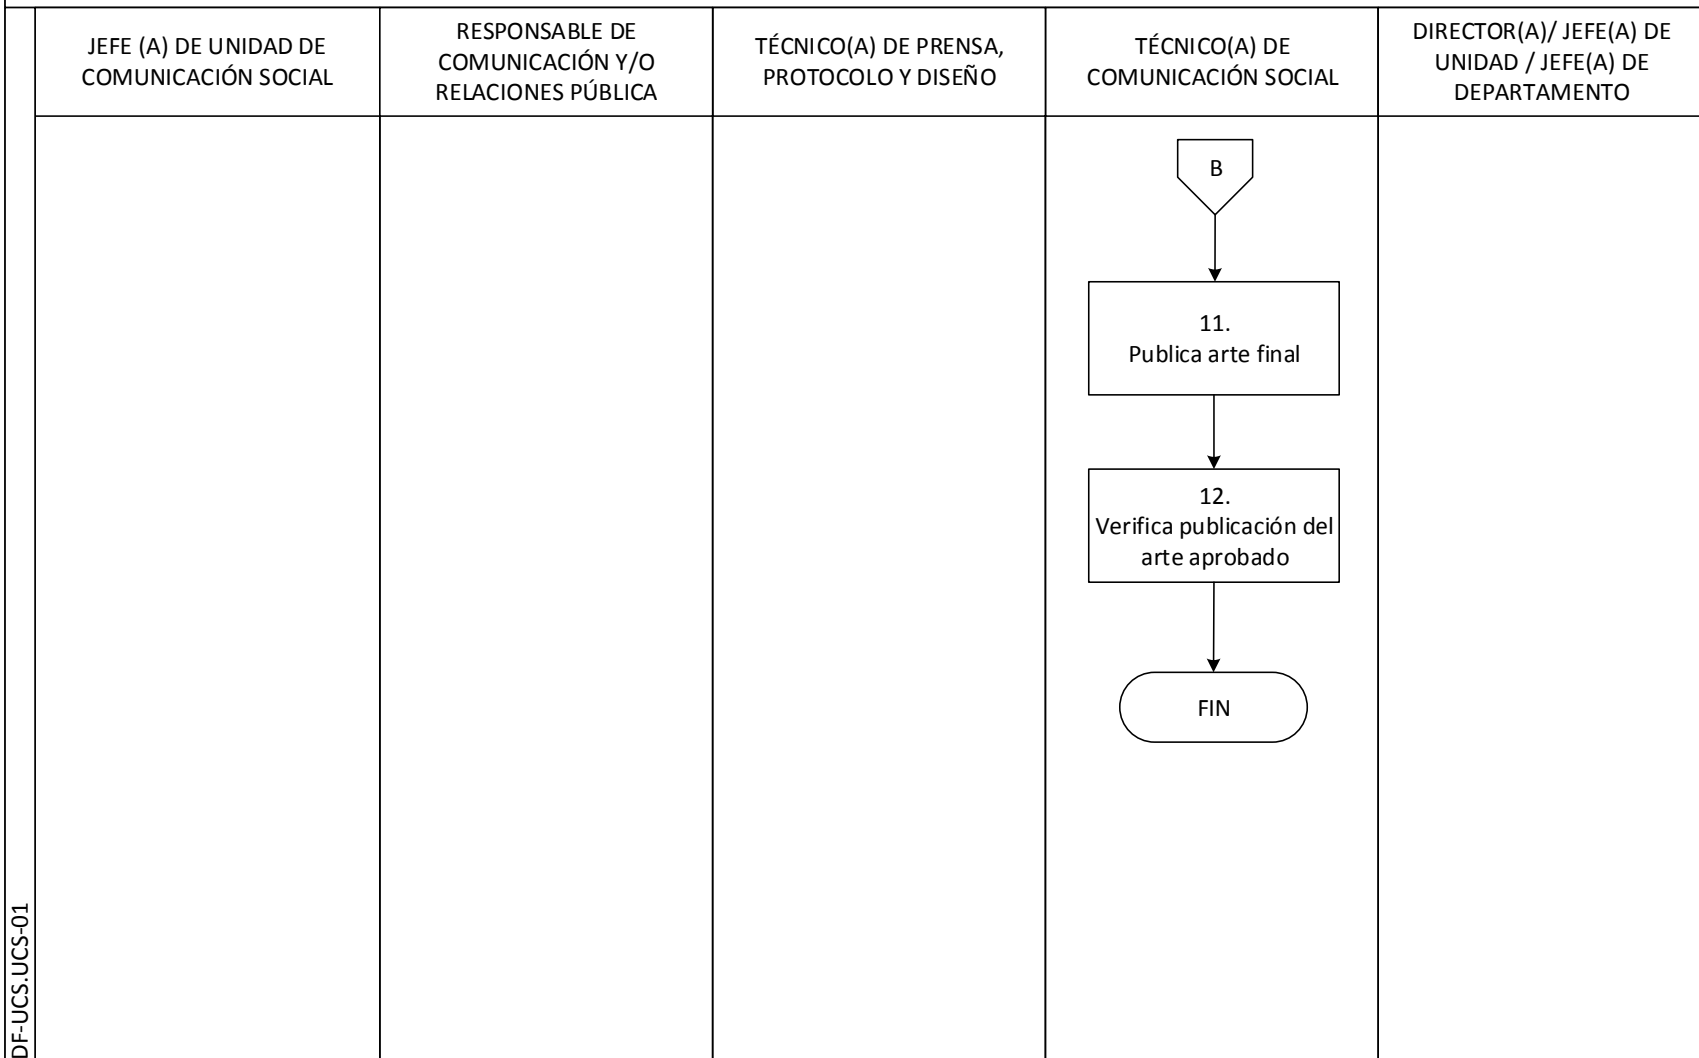 JEFE (A) DE UNIDAD DE
COMUNICACIÓN SOCIAL
RESPONSABLE DE
COMUNICACIÓN Y/O
RELACIONES PÚBLICA
TÉCNICO(A) DE PRENSA,
PROTOCOLO Y DISEÑO
TÉCNICO(A) DE
COMUNICACIÓN SOCIAL
DIRECTOR(A)/ JEFE(A) DE
UNIDAD / JEFE(A) DE
DEPARTAMENTO
B
11.
Publica arte final
12.
Verifica publicación del
arte aprobado
FIN
DF-UCS.UCS-01